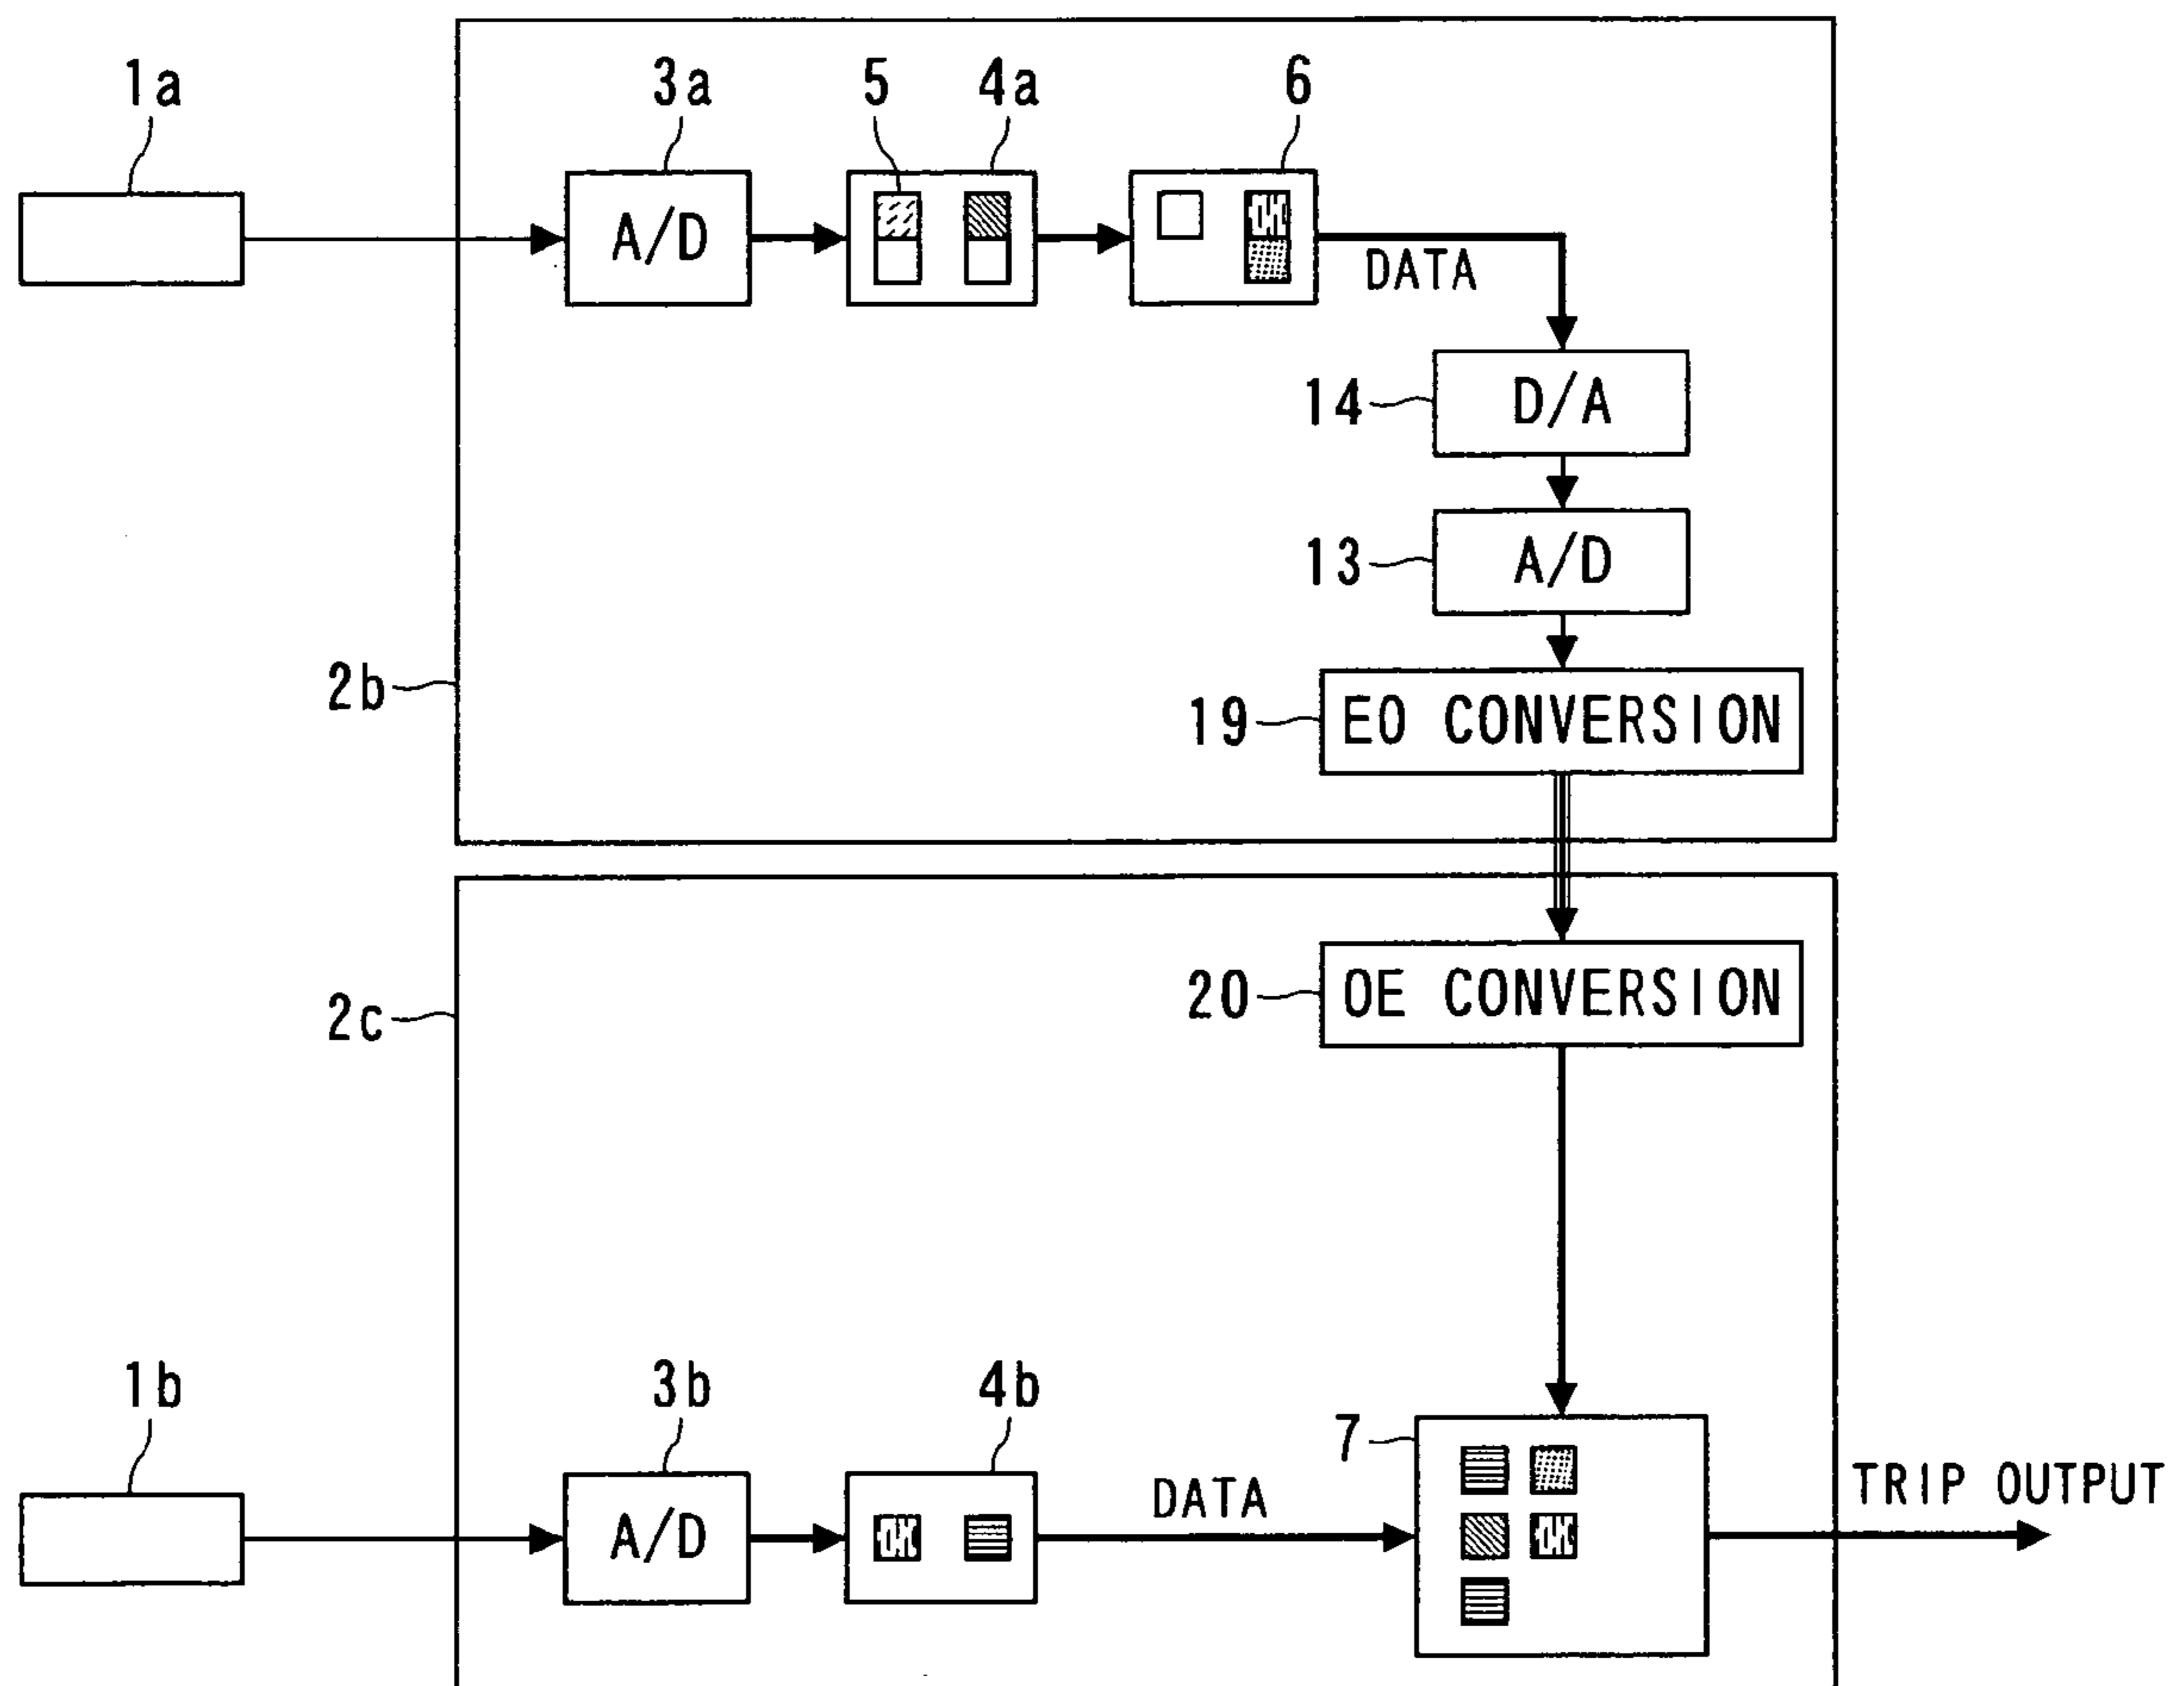 1a
3a
5
4a
6
A/D
DATA
14
D/A
13
A/D
2b
19
EO CONVERSION
2c
20
OE CONVERSION
1b
3b
4b
7
A/D
DATA
TRIP OUTPUT